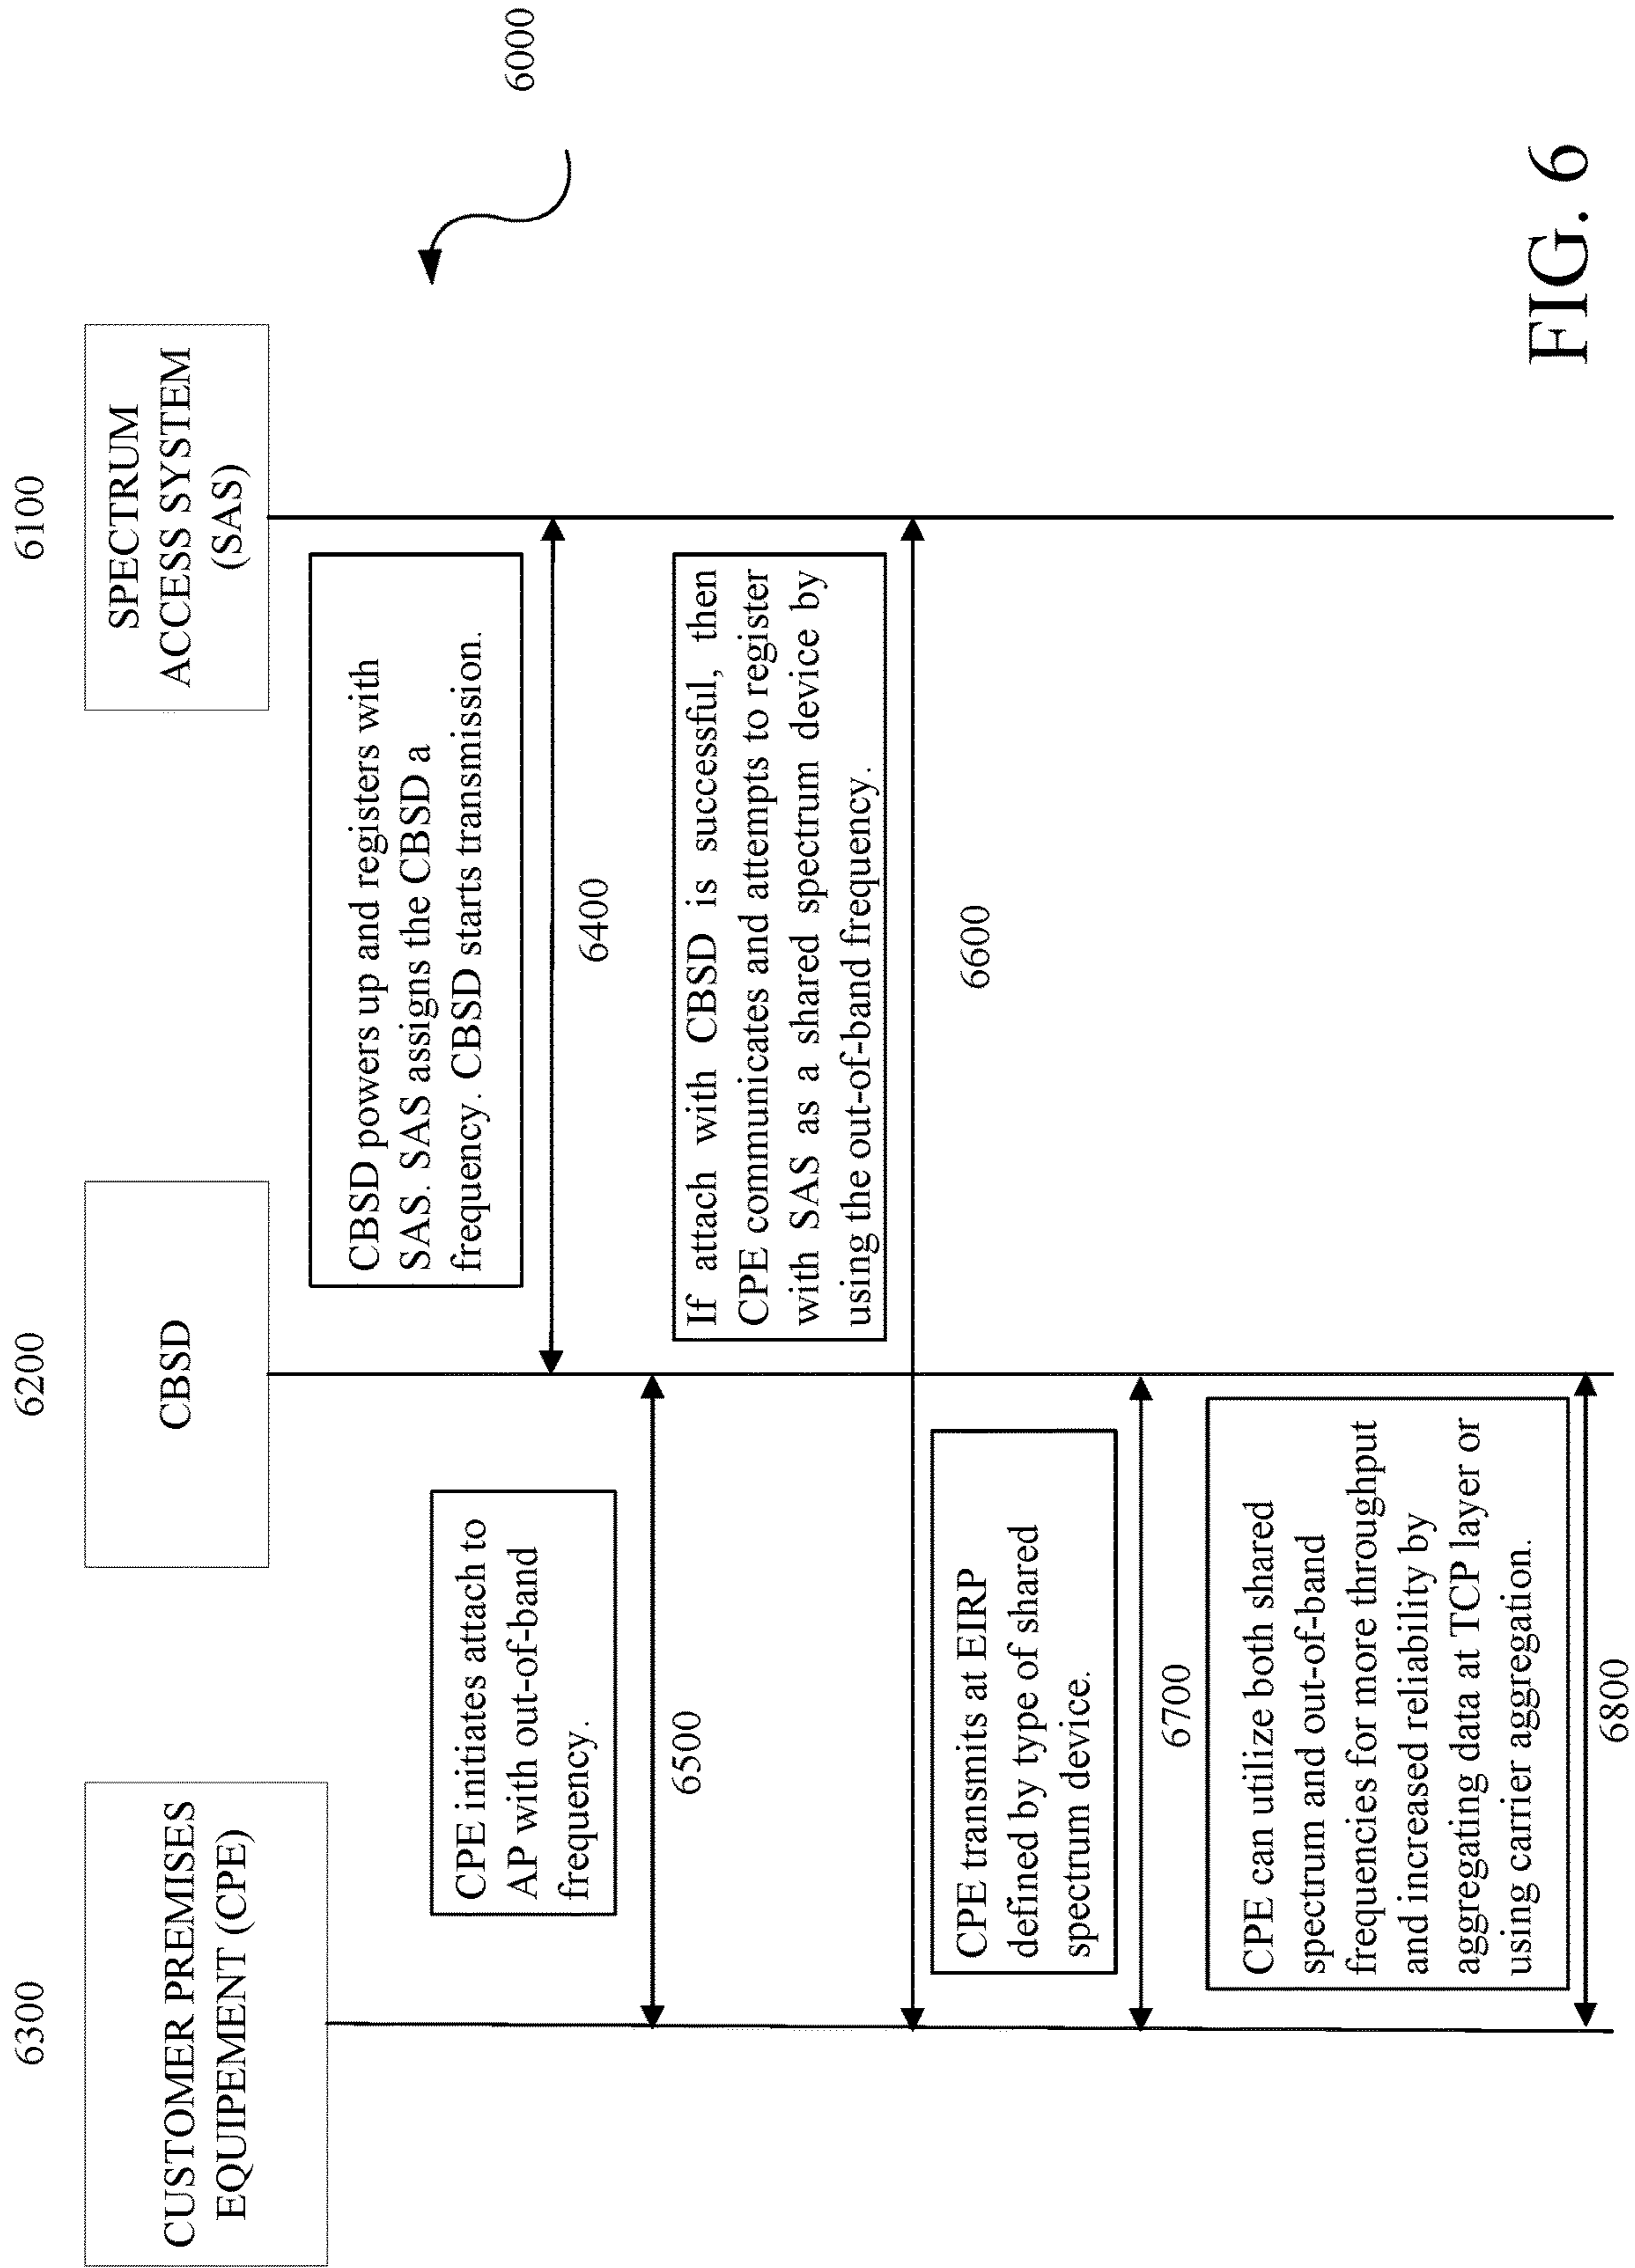 6300
6200
6100
CUSTOMER PREMISES
EQUIPEMENT (CPE)
CBSD
SPECTRUM
ACCESS SYSTEM
(SAS)
6000
CBSD powers up and registers with
SAS. SAS assigns the CBSD a
frequency. CBSD starts transmission.
6400
CPE initiates attach to
AP with out-of-band
frequency.
6500
If attach with CBSD is successful, then
CPE communicates and attempts to register
with SAS as a shared spectrum device by
using the out-of-band frequency.
6600
CPE transmits at EIRP
defined by type of shared
spectrum device.
6700
CPE can utilize both shared
spectrum and out-of-band
frequencies for more throughput
and increased reliability by
aggregating data at TCP layer or
using carrier aggregation.
6800
FIG. 6